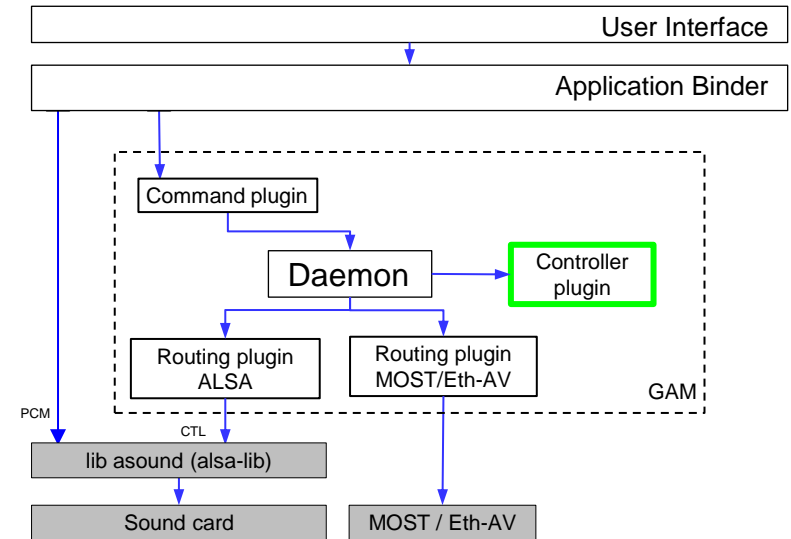 User Interface
Application Binder
Command plugin
Daemon
Controller
plugin
Routing plugin
ALSA
Routing plugin
MOST/Eth-AV
GAM
PCM
CTL
lib asound (alsa-lib)
Sound card
MOST / Eth-AV